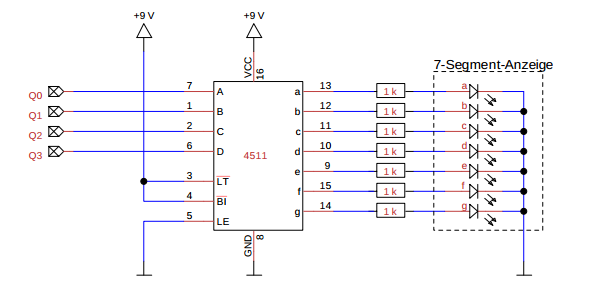 +9 V
+9 V
7-Segment-Anzeige
VCC
16
Q0
7
A
a
13
1 k
a
Q1
1
B
b
12
1 k
b
Q2
2
C
c
11
1 k
c
Q3
6
D
d
10
1 k
d
4511
e
9
1 k
e
3
LT
f
15
1 k
f
4
BI
g
14
1 k
g
5
LE
GND
8